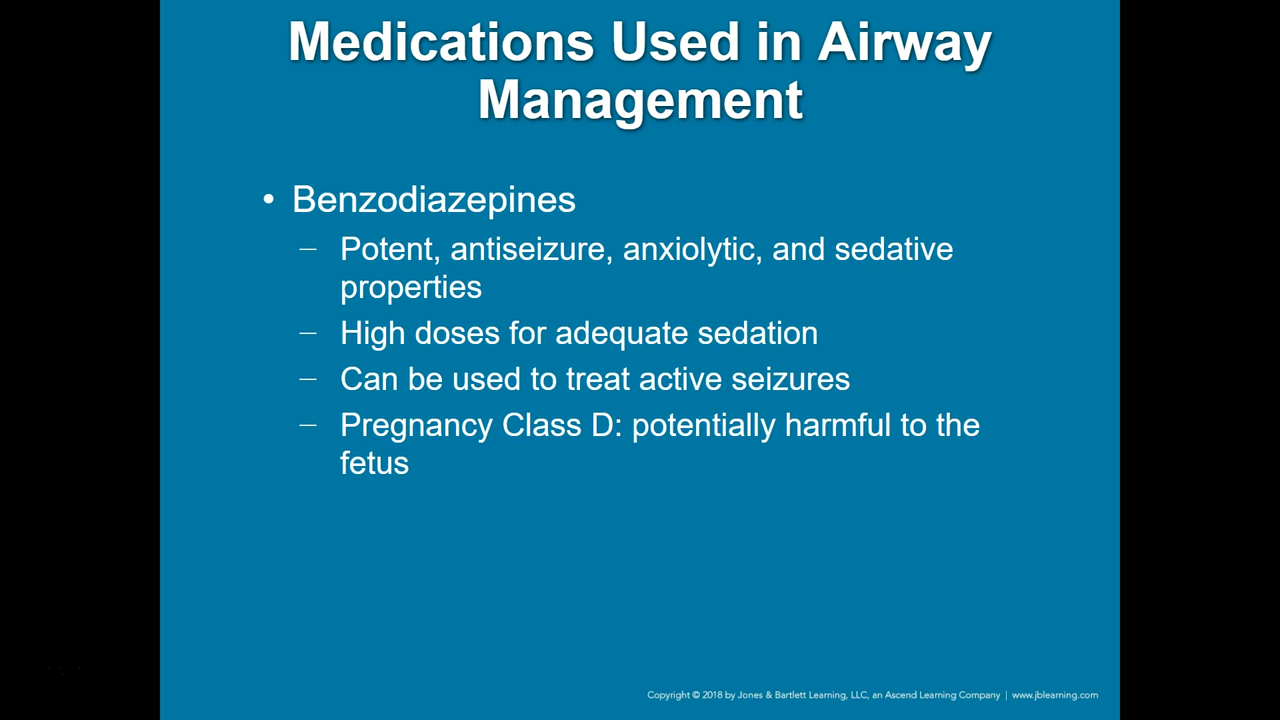 Medications Used in Airway
Management
• Benzodiazepines
– Potent, antiseizure, anxiolytic, and sedative
properties
– High doses for adequate sedation
– Can be used to treat active seizures
– Pregnancy Class D: potentially harmful to the
fetus
Copyright © 2018 by Jones & Bartlett Learning, LLC, an Ascend Learning Company | www.jblearning.com